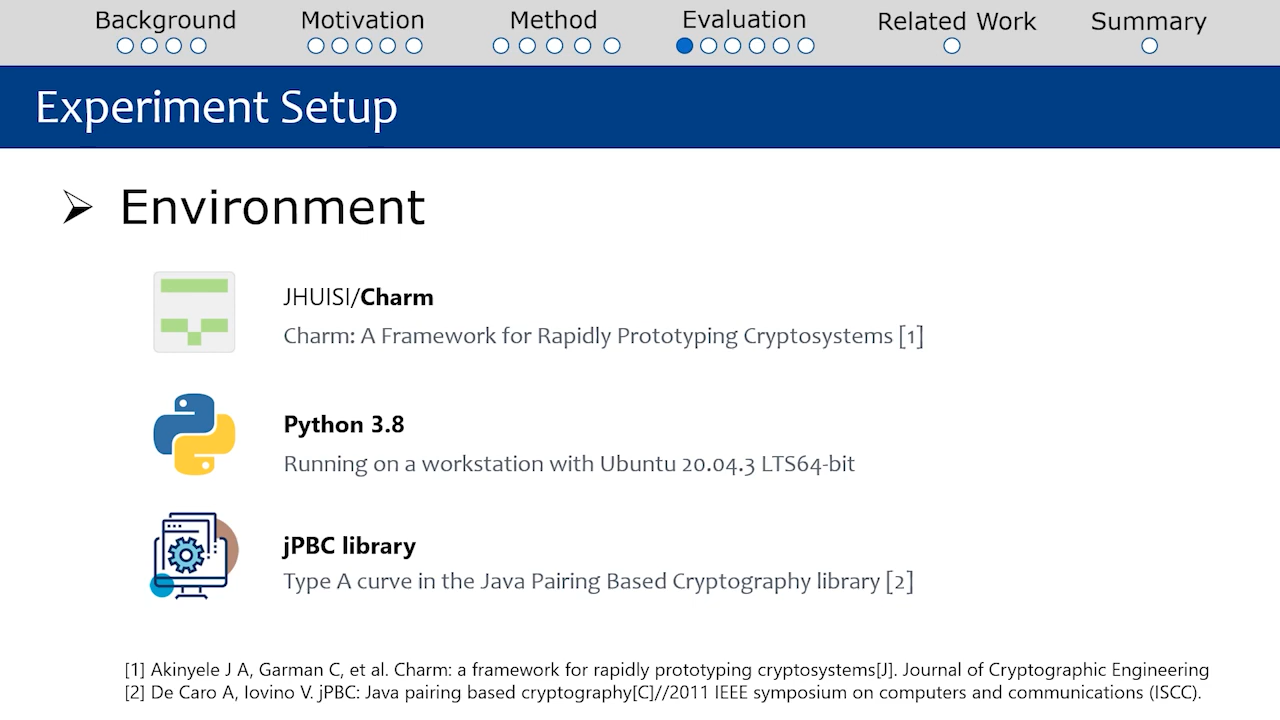 Background Motivation Method Evaluation Related Work Summary
Experiment Setup
Environment
JHUISI/Charm
Charm: A Framework for Rapidly Prototyping Cryptosystems [1]
Python 3.8
Running on a workstation with Ubuntu 20.04.3 LTS64-bit
jPBC library
Type A curve in the Java Pairing Based Cryptography library [2]
[1] Akinyele J A, Garman C, et al. Charm: a framework for rapidly prototyping cryptosystems[J]. Journal of Cryptographic Engineering
[2] De Caro A, Iovino V. jPBC: Java pairing based cryptography[C]//2011 IEEE symposium on computers and communications (ISCC).